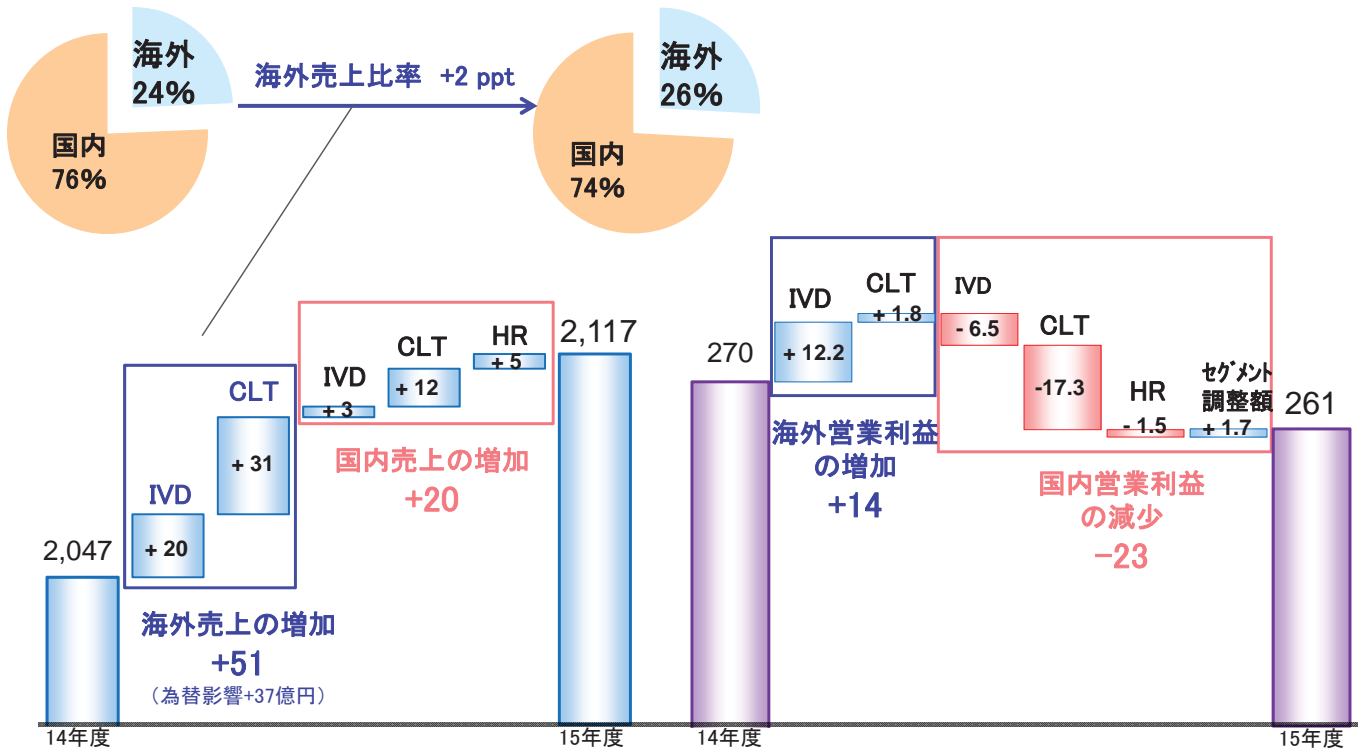 海外
24%
国内
76%
海外売上比率 +2 ppt
海外
26%
国内
74%
2,047
IVD
+ 20
CLT
+ 31
海外売上の増加
+51
（為替影響+37億円）
IVD
+ 3
CLT
+ 12
HR
+ 5
国内売上の増加
+20
2,117
14年度
15年度
270
IVD
+ 12.2
CLT
+ 1.8
海外営業利益
の増加
+14
IVD
- 6.5
CLT
-17.3
HR
- 1.5
ｾｸﾞﾒﾝﾄ
調整額
+ 1.7
国内営業利益
の減少
−23
261
14年度
15年度